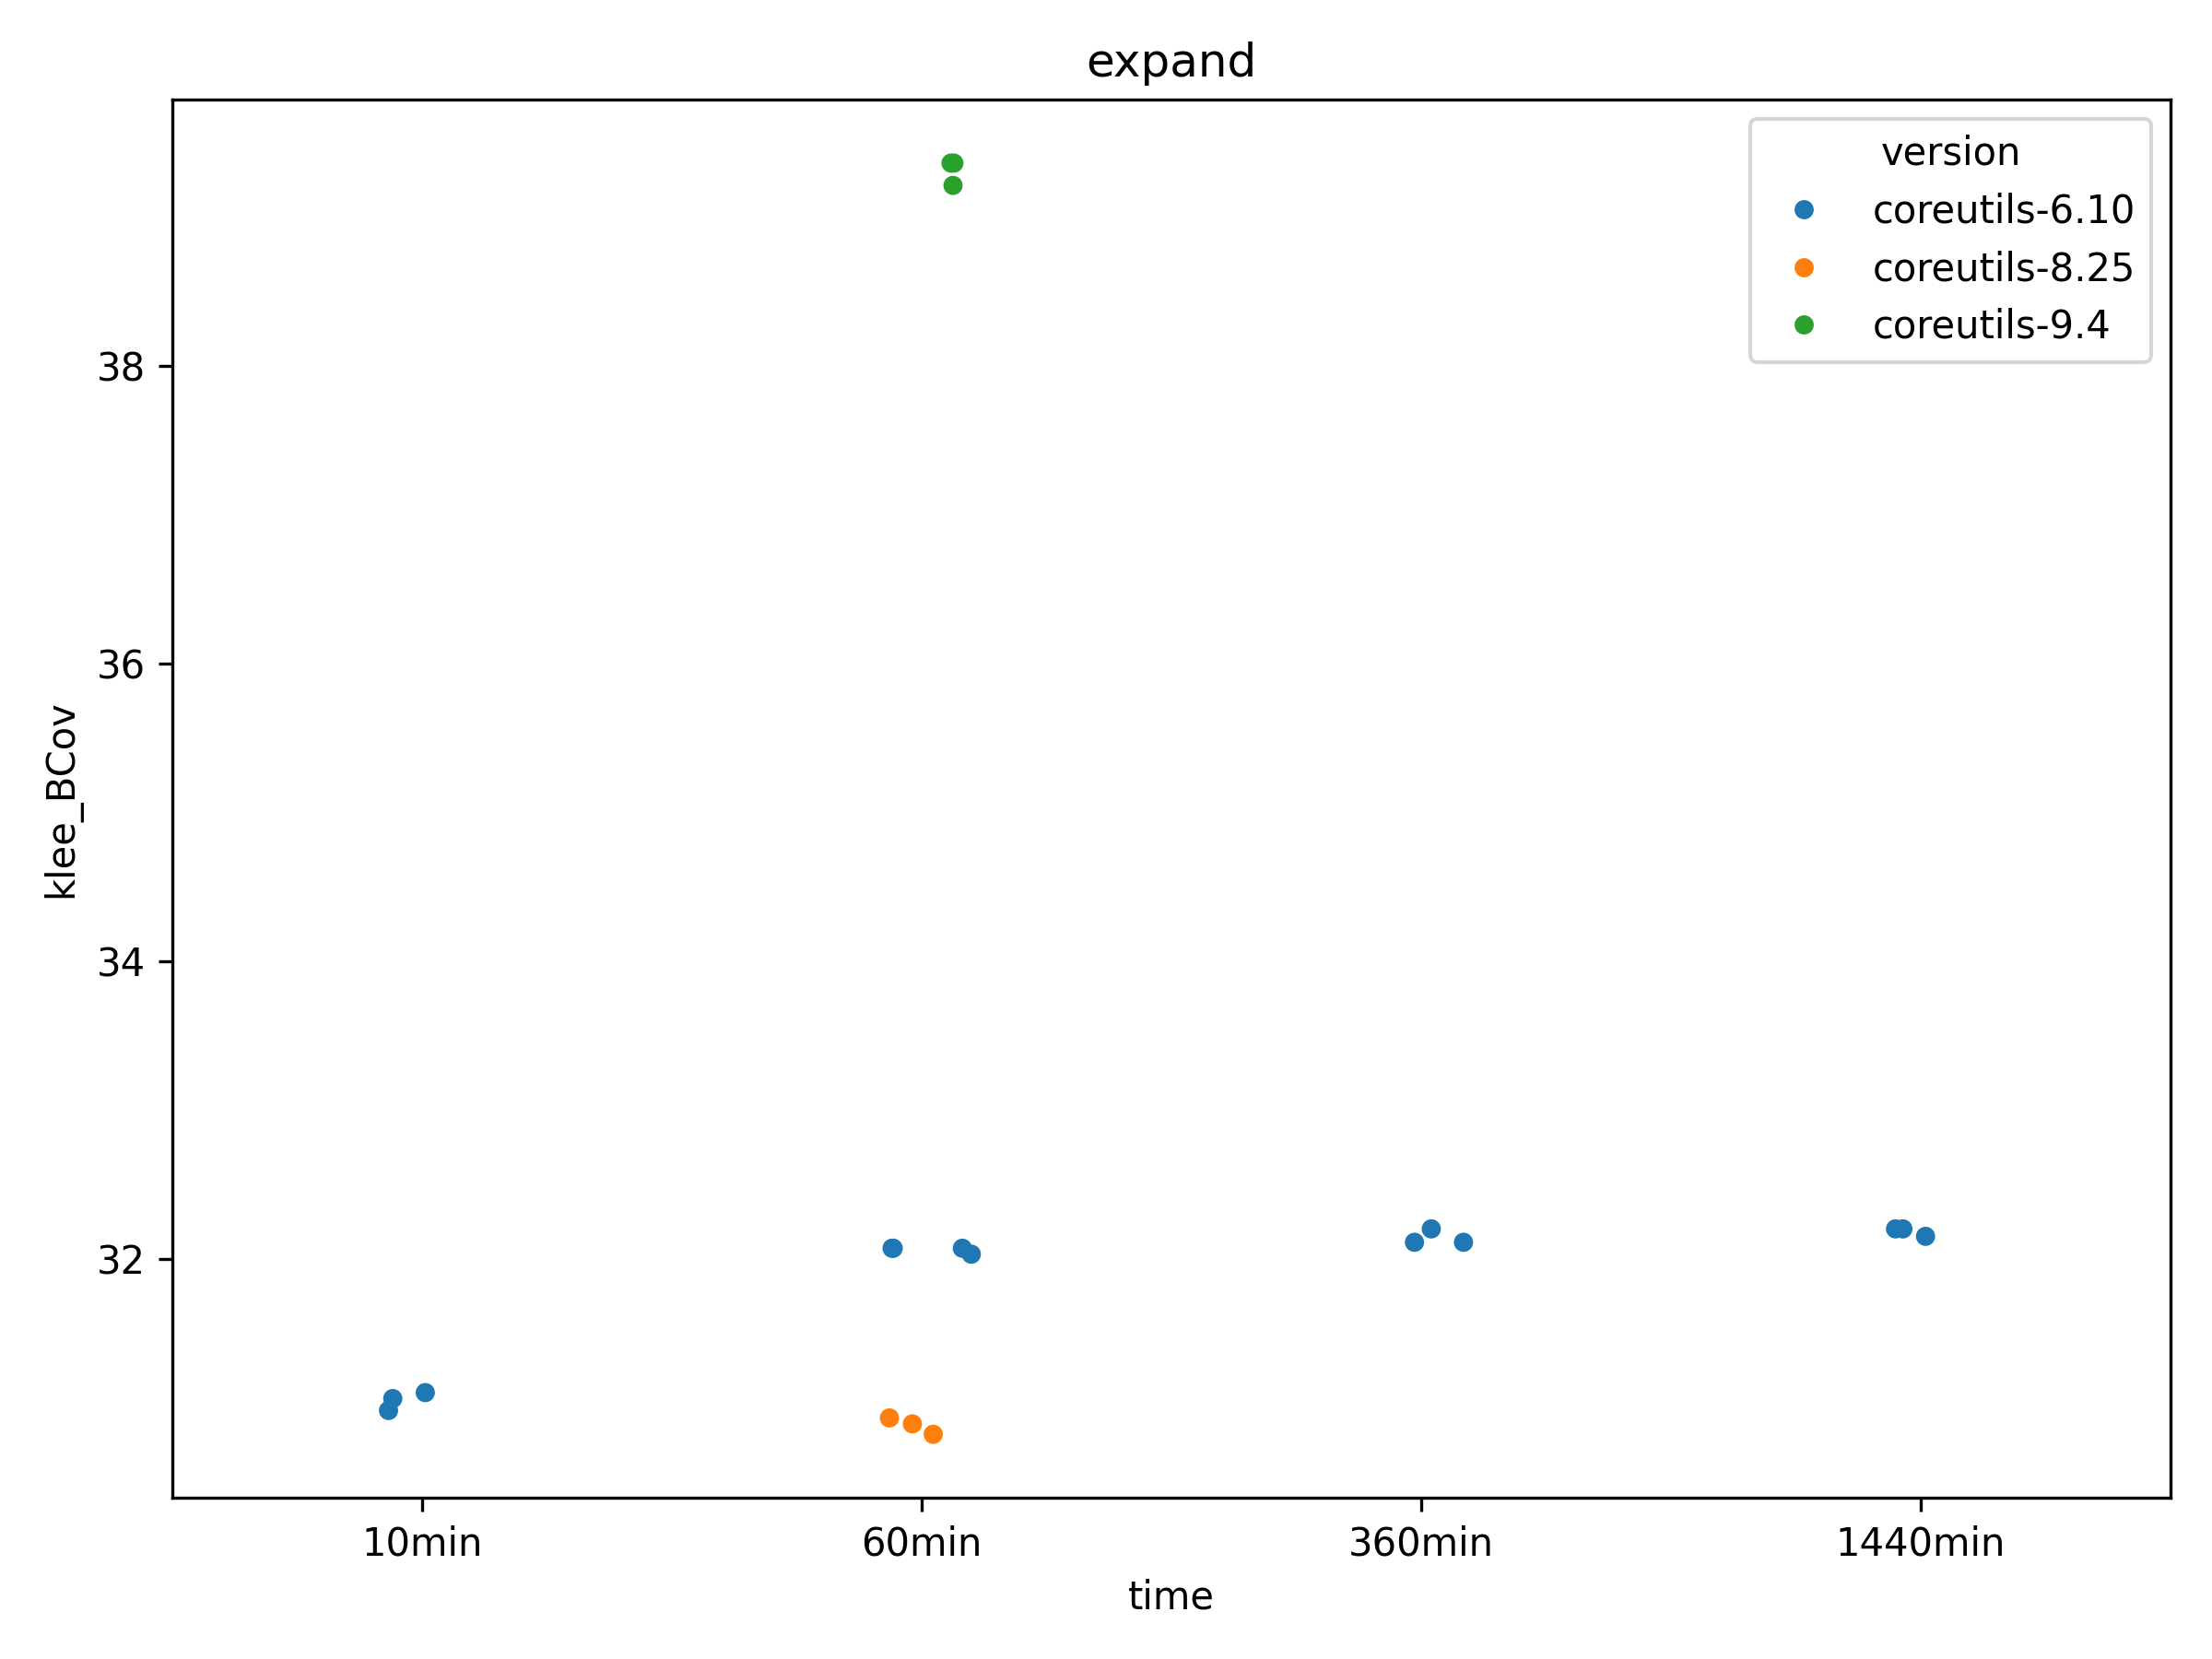 expand
version
coreutils-6.10
coreutils-8.25
coreutils-9.4
38
36
34
32
klee_BCov
10min
60min
360min
1440min
time